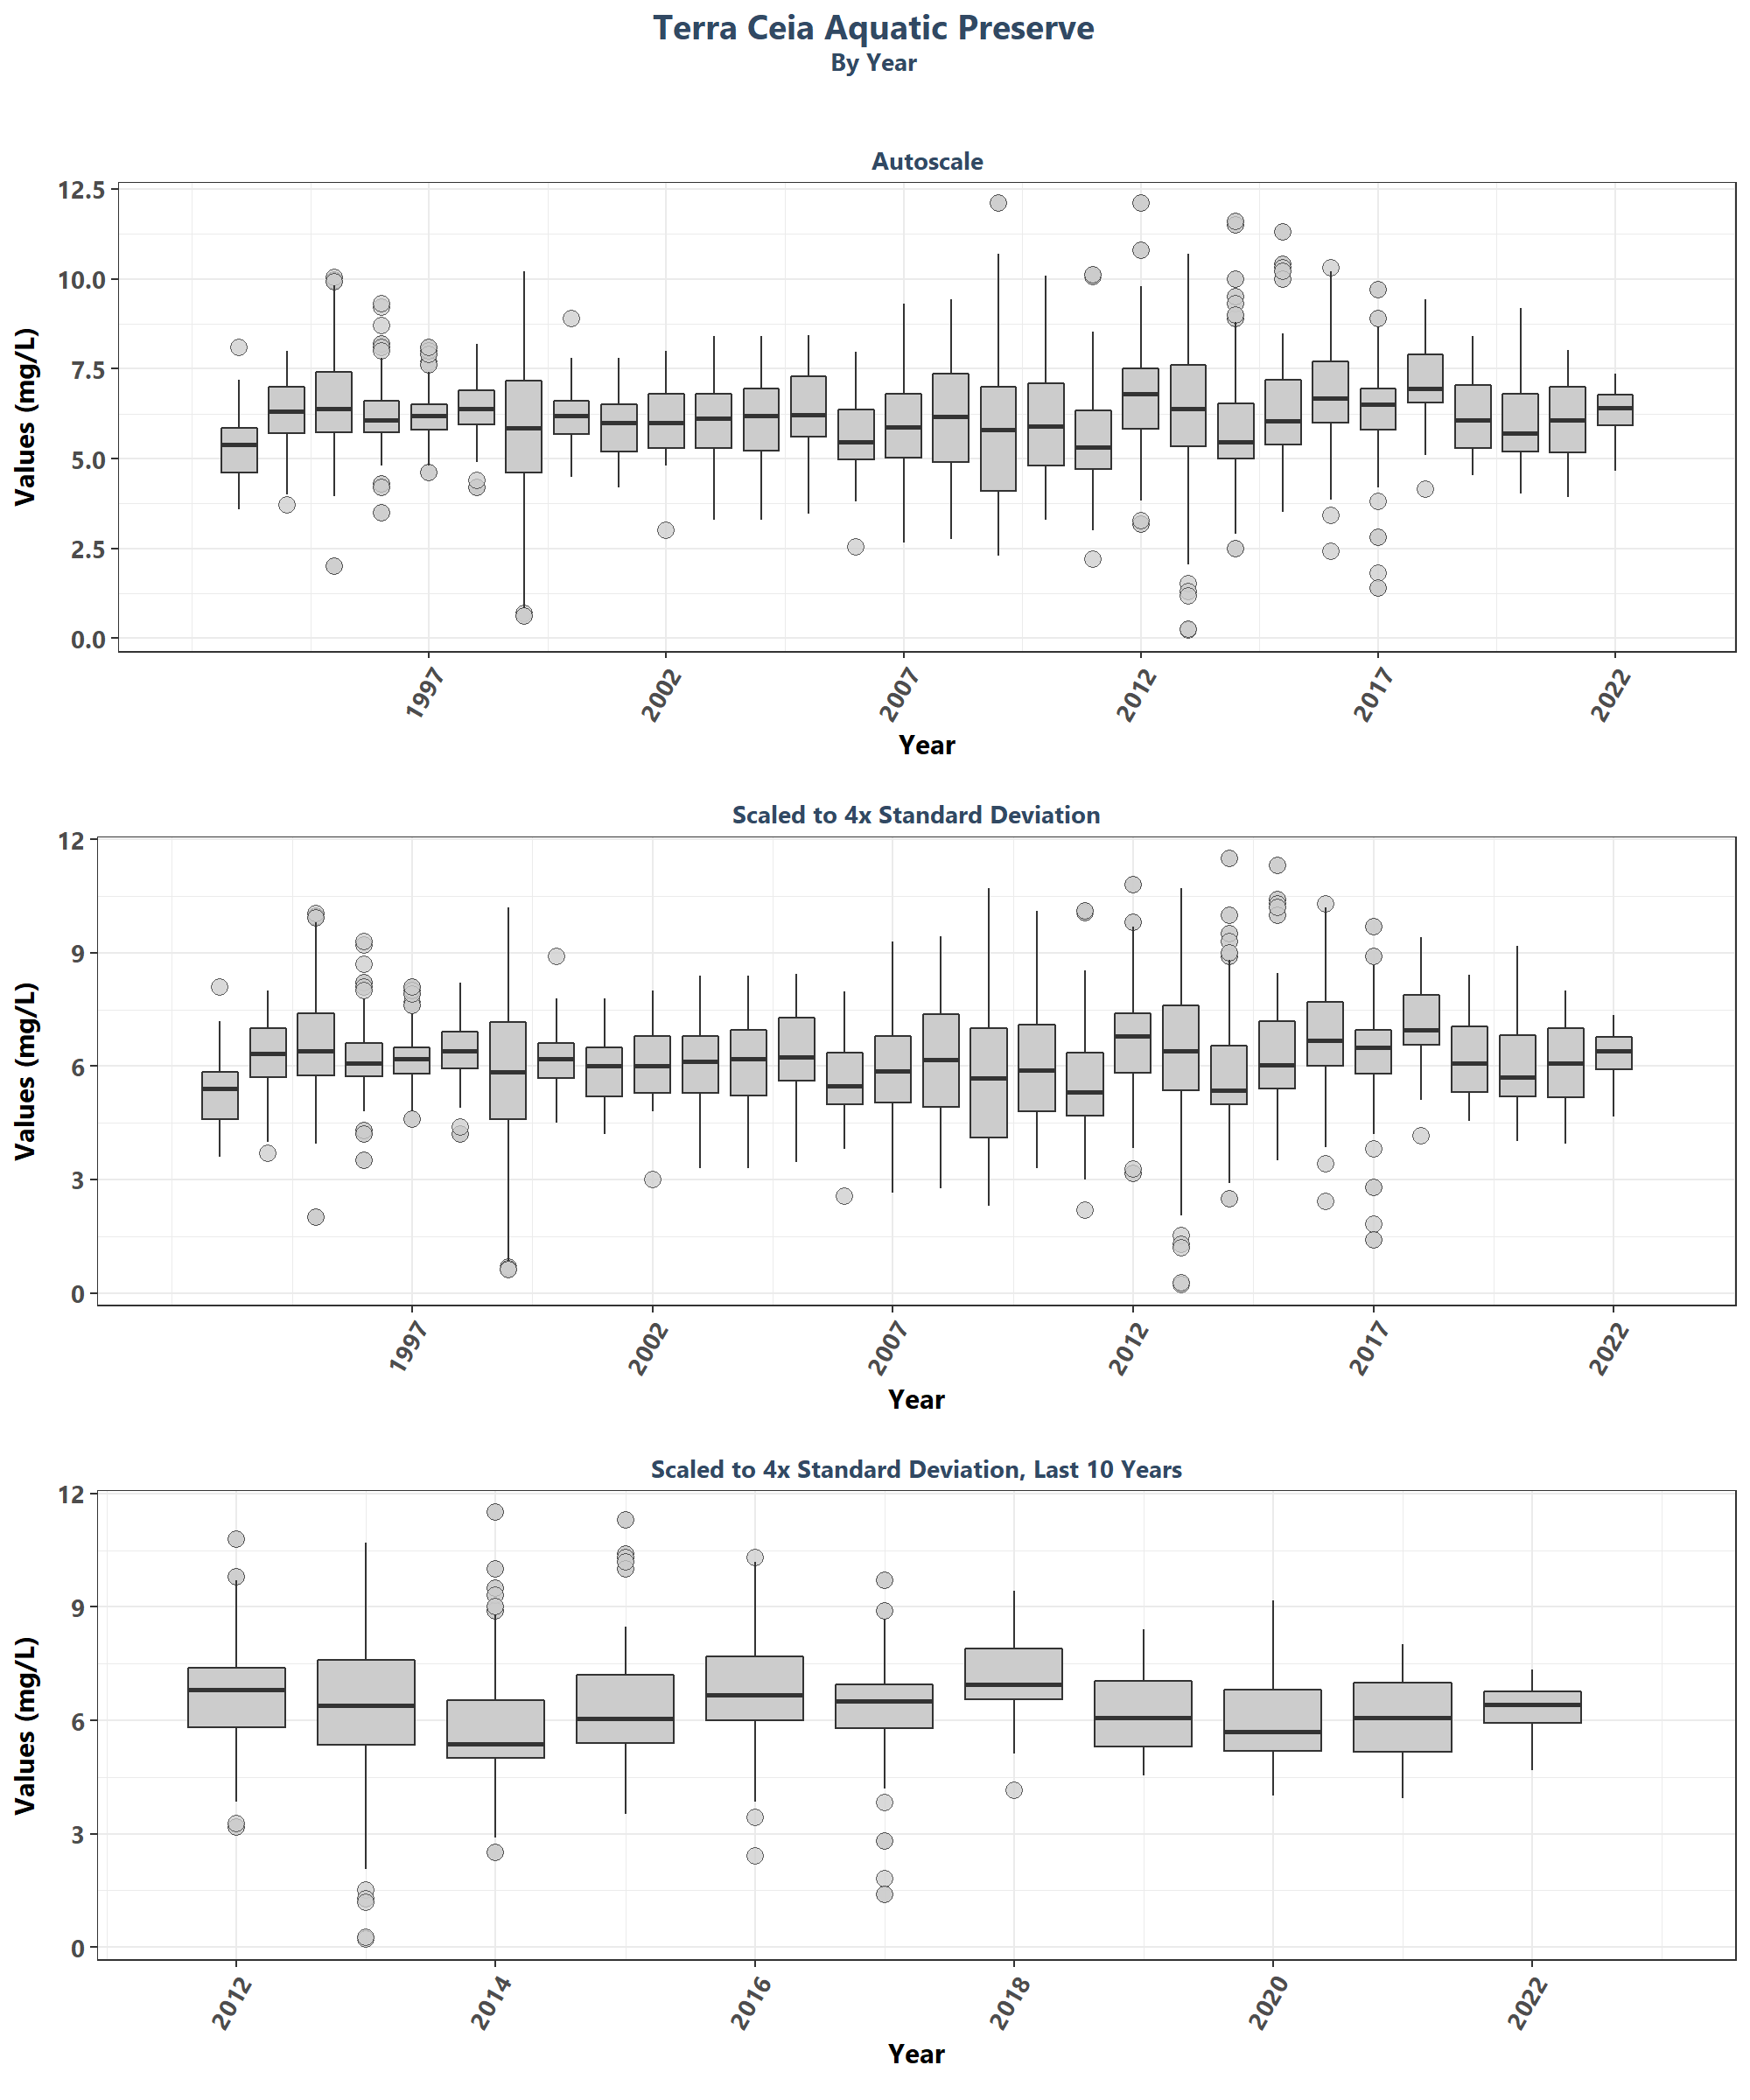 Terra Ceia Aquatic Preserve
By Year
Autoscale
12.5
10.0
7.5
5.0
2.5
0.0
Values (mg/L)
1997 2002 2007 2012 2017 2022
Year
Scaled to 4x Standard Deviation
12
9
6
3
0
Values (mg/L)
1997 2002 2007 2012 2017 2022
Year
Scaled to 4x Standard Deviation, Last 10 Years
12
9
6
3
0
Values (mg/L)
2012 2014 2016 2018 2020 2022
Year